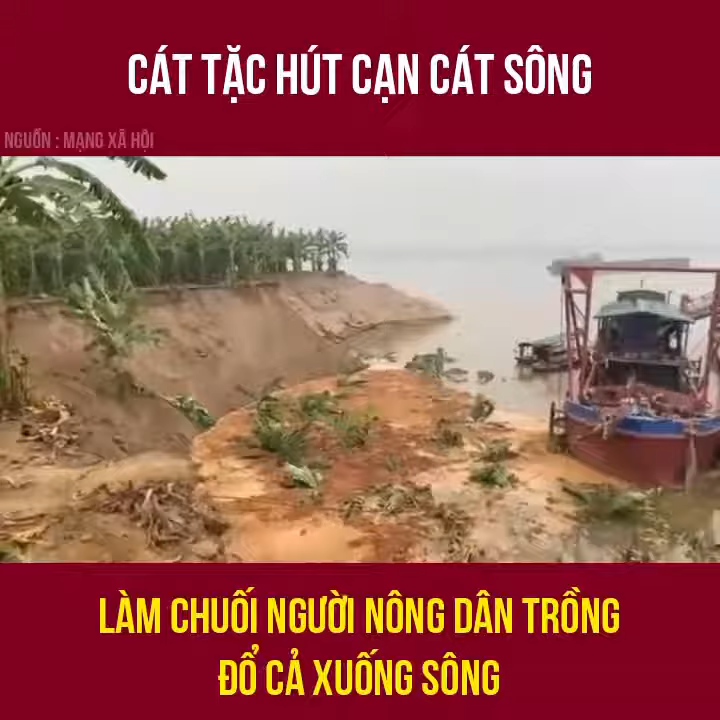 CÁT TẶC HÚT CẠN CÁT SÔNG
NGUỒN : MẠNG XÃ HỘI
LÀM CHUỐI NGƯỜI NÔNG DÂN TRỒNG
ĐỔ CẢ XUỐNG SÔNG